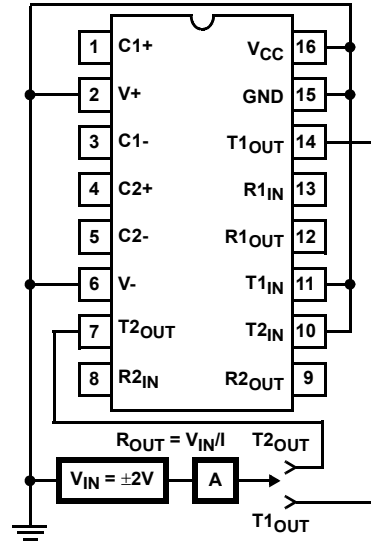 1 C1+ VCC 16
2 V+ GND 15
3 C1- T1OUT 14
4 C2+ R1IN 13
5 C2- R1OUT 12
6 V- T1IN 11
7 T2OUT T2IN 10
8 R2IN R2OUT 9
ROUT = VIN/I T2OUT
VIN = ±2V A
T1OUT